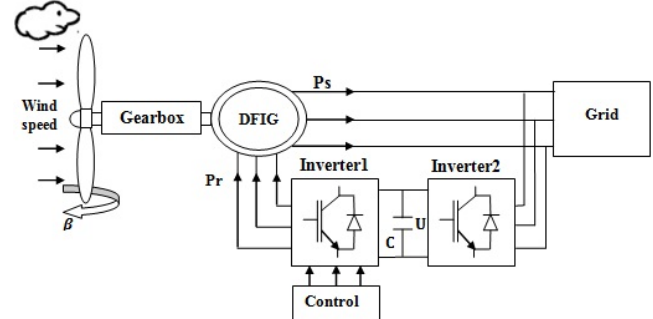 Ps
Wind
speed
Gearbox
DFIG
Grid
Pr
Inverter1
Inverter2
β
C
U
Control